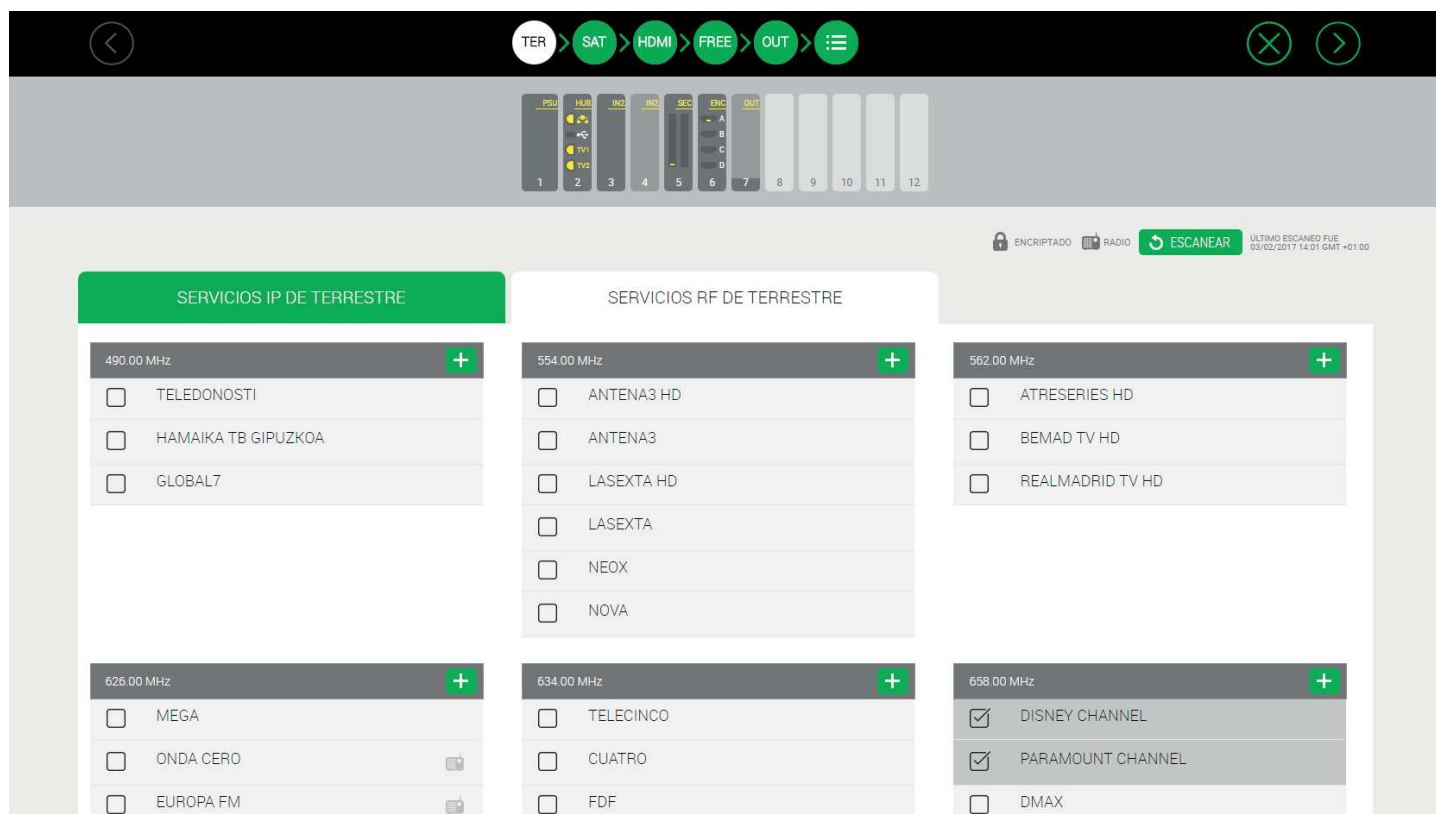 TER SAT HDMI FREE OUT
PSU HUB IN2 IN2 SEC ENC OUT
A
B
TV1 C
TV2 D
1 2 3 4 5 6 7 8 9 10 11 12
ENCRIPTADO RADIO ESCANEAR ÚLTIMO ESCANEO FUE
03/02/2017 14:01 GMT +01:00
SERVICIOS IP DE TERRESTRE SERVICIOS RF DE TERRESTRE
490.00 MHz
TELEDONOSTI
HAMAIKA TB GIPUZKOA
GLOBAL7
554.00 MHz
ANTENA3 HD
ANTENA3
LASEXTA HD
LASEXTA
NEOX
NOVA
562.00 MHz
ATRESERIES HD
BEMAD TV HD
REALMADRID TV HD
626.00 MHz
MEGA
ONDA CERO
EUROPA FM
634.00 MHz
TELECINCO
CUATRO
FDF
658.00 MHz
DISNEY CHANNEL
PARAMOUNT CHANNEL
DMAX